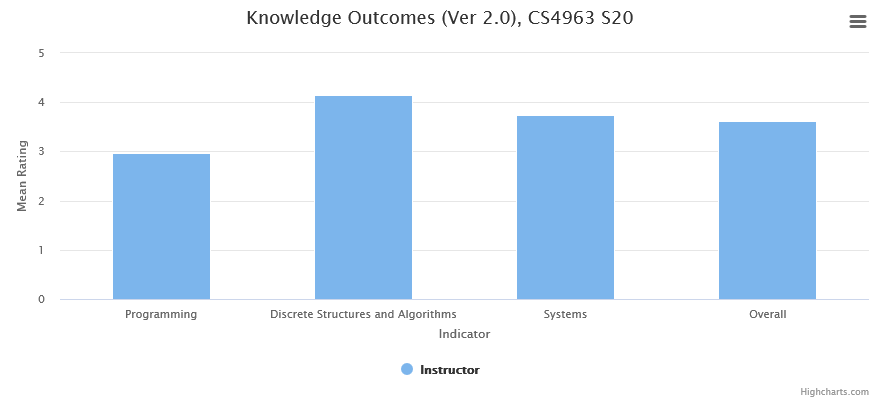 Knowledge Outcomes (Ver 2.0), CS4963 S20
5
4
3
2
1
0
Mean Rating
Programming
Discrete Structures and Algorithms
Systems
Overall
Indicator
Instructor
Highcharts.com